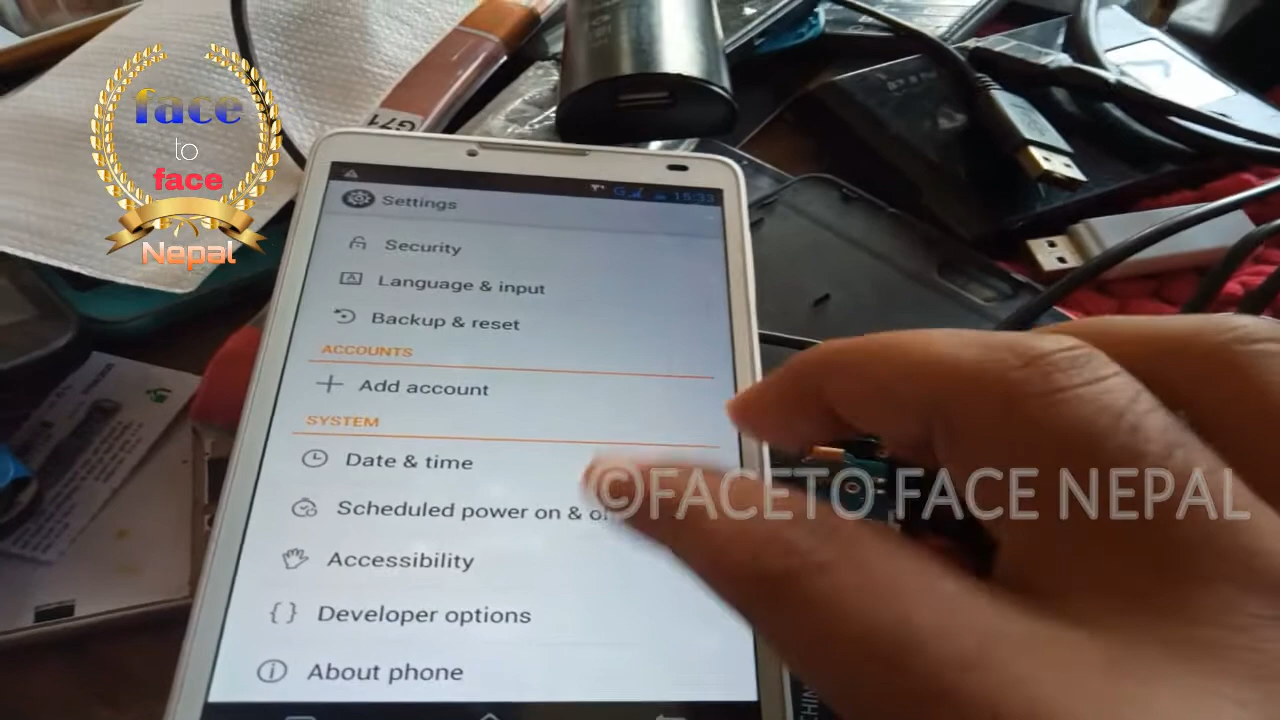 face
to
face
Nepal
G71
G
15:33
Settings
Security
Language & input
Backup & reset
ACCOUNTS
Add account
SYSTEM
Date & time
Scheduled power on &
Accessibility
{ } Developer options
About phone
©FACETO FACE NEPAL